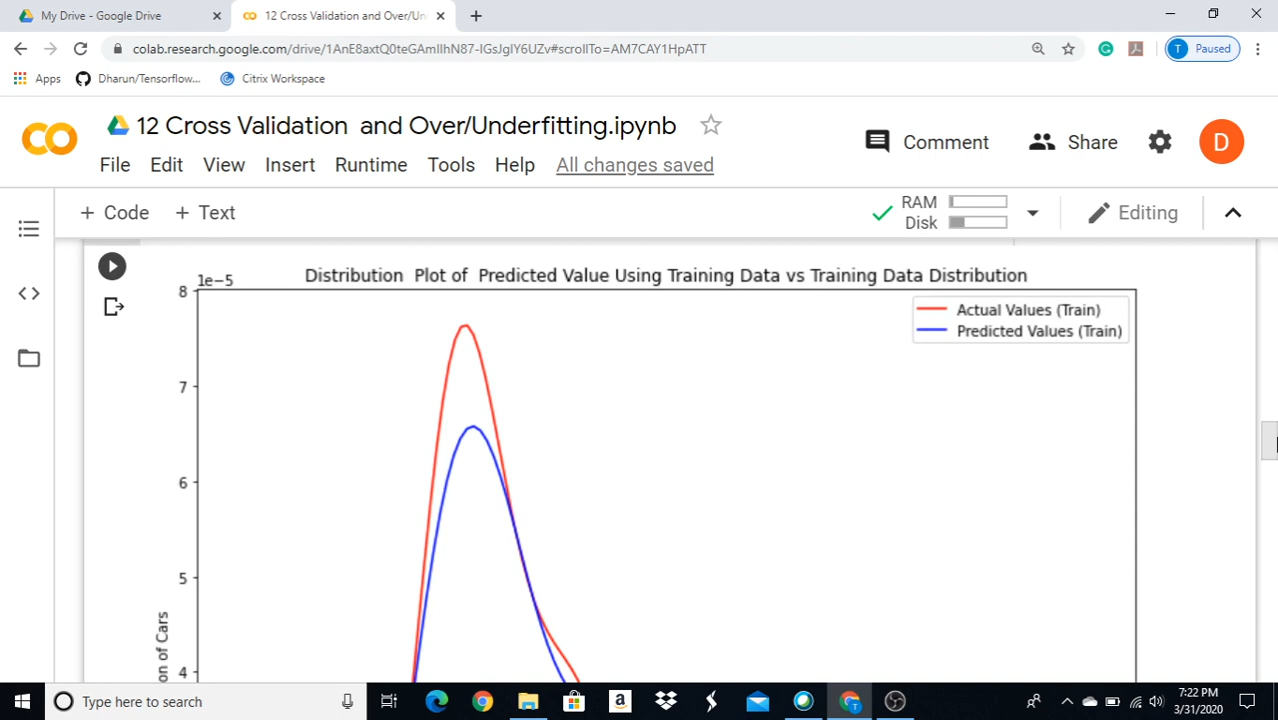 My Drive - Google Drive
12 Cross Validation and Over/Un
colab.research.google.com/drive/1AnE8axtQ0teGAmIlhN87-IGsJgIY6UZv#scrollTo=AM7CAY1HpATT
T Paused
Apps
Dharun/Tensorflow...
Citrix Workspace
12 Cross Validation and Over/Underfitting.ipynb
Comment
Share
D
File Edit View Insert Runtime Tools Help All changes saved
+ Code + Text
RAM
Disk
Editing
Distribution Plot of Predicted Value Using Training Data vs Training Data Distribution
1e−5
Actual Values (Train)
Predicted Values (Train)
8
7
6
5
4
on of Cars
Type here to search
7:22 PM
3/31/2020